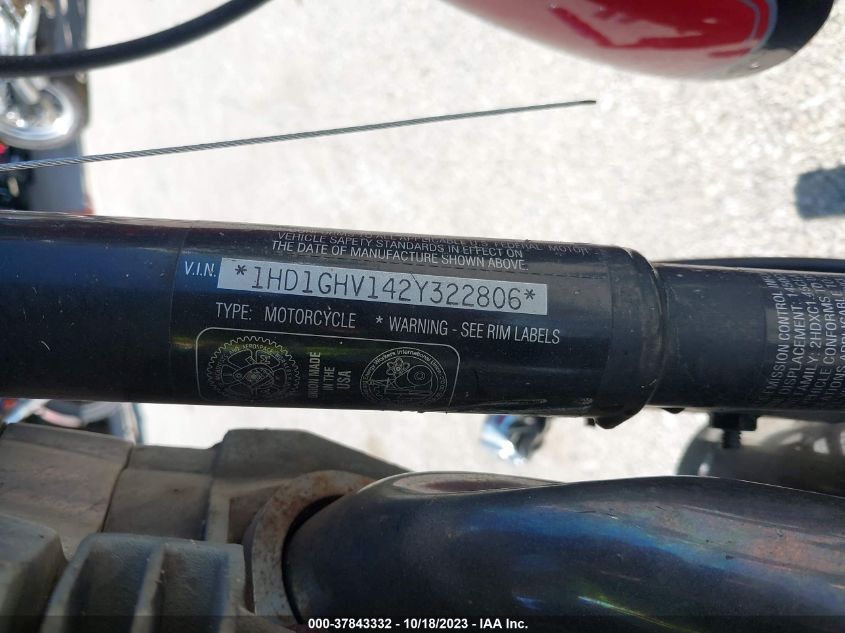 VEHICLE SAFETY STANDARDS IN EFFECT ON
THE DATE OF MANUFACTURE SHOWN ABOVE.
V.I.N. *1HD1GHV142Y322806*
TYPE: MOTORCYCLE * WARNING - SEE RIM LABELS
UNION MADE
IN THE
USA
000-37843332 - 10/18/2023 - IAA Inc.